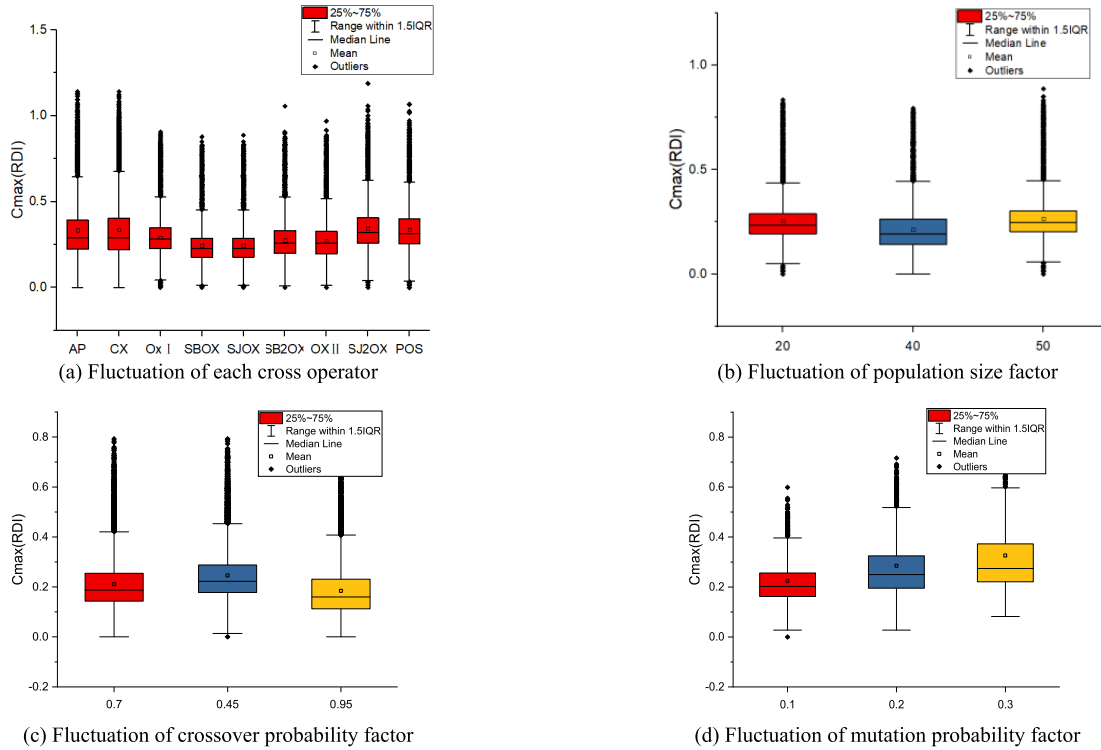 25%~75%
Range within 1.5IQR
Median Line
Mean
Outliers
1.5
1.0
0.5
0.0
Cmax(RDI)
AP CX Ox Ⅰ SBOX SJOX SB2OX OXⅡ SJ2OX POS
(a) Fluctuation of each cross operator
25%~75%
Range within 1.5IQR
Median Line
Mean
Outliers
1.0
0.5
0.0
Cmax(RDI)
20 40 50
(b) Fluctuation of population size factor
25%~75%
Range within 1.5IQR
Median Line
Mean
Outliers
0.8
0.6
0.4
0.2
0.0
-0.2
Cmax(RDI)
0.7 0.45 0.95
(c) Fluctuation of crossover probability factor
25%~75%
Range within 1.5IQR
Median Line
Mean
Outliers
0.8
0.6
0.4
0.2
0.0
-0.2
Cmax(RDI)
0.1 0.2 0.3
(d) Fluctuation of mutation probability factor